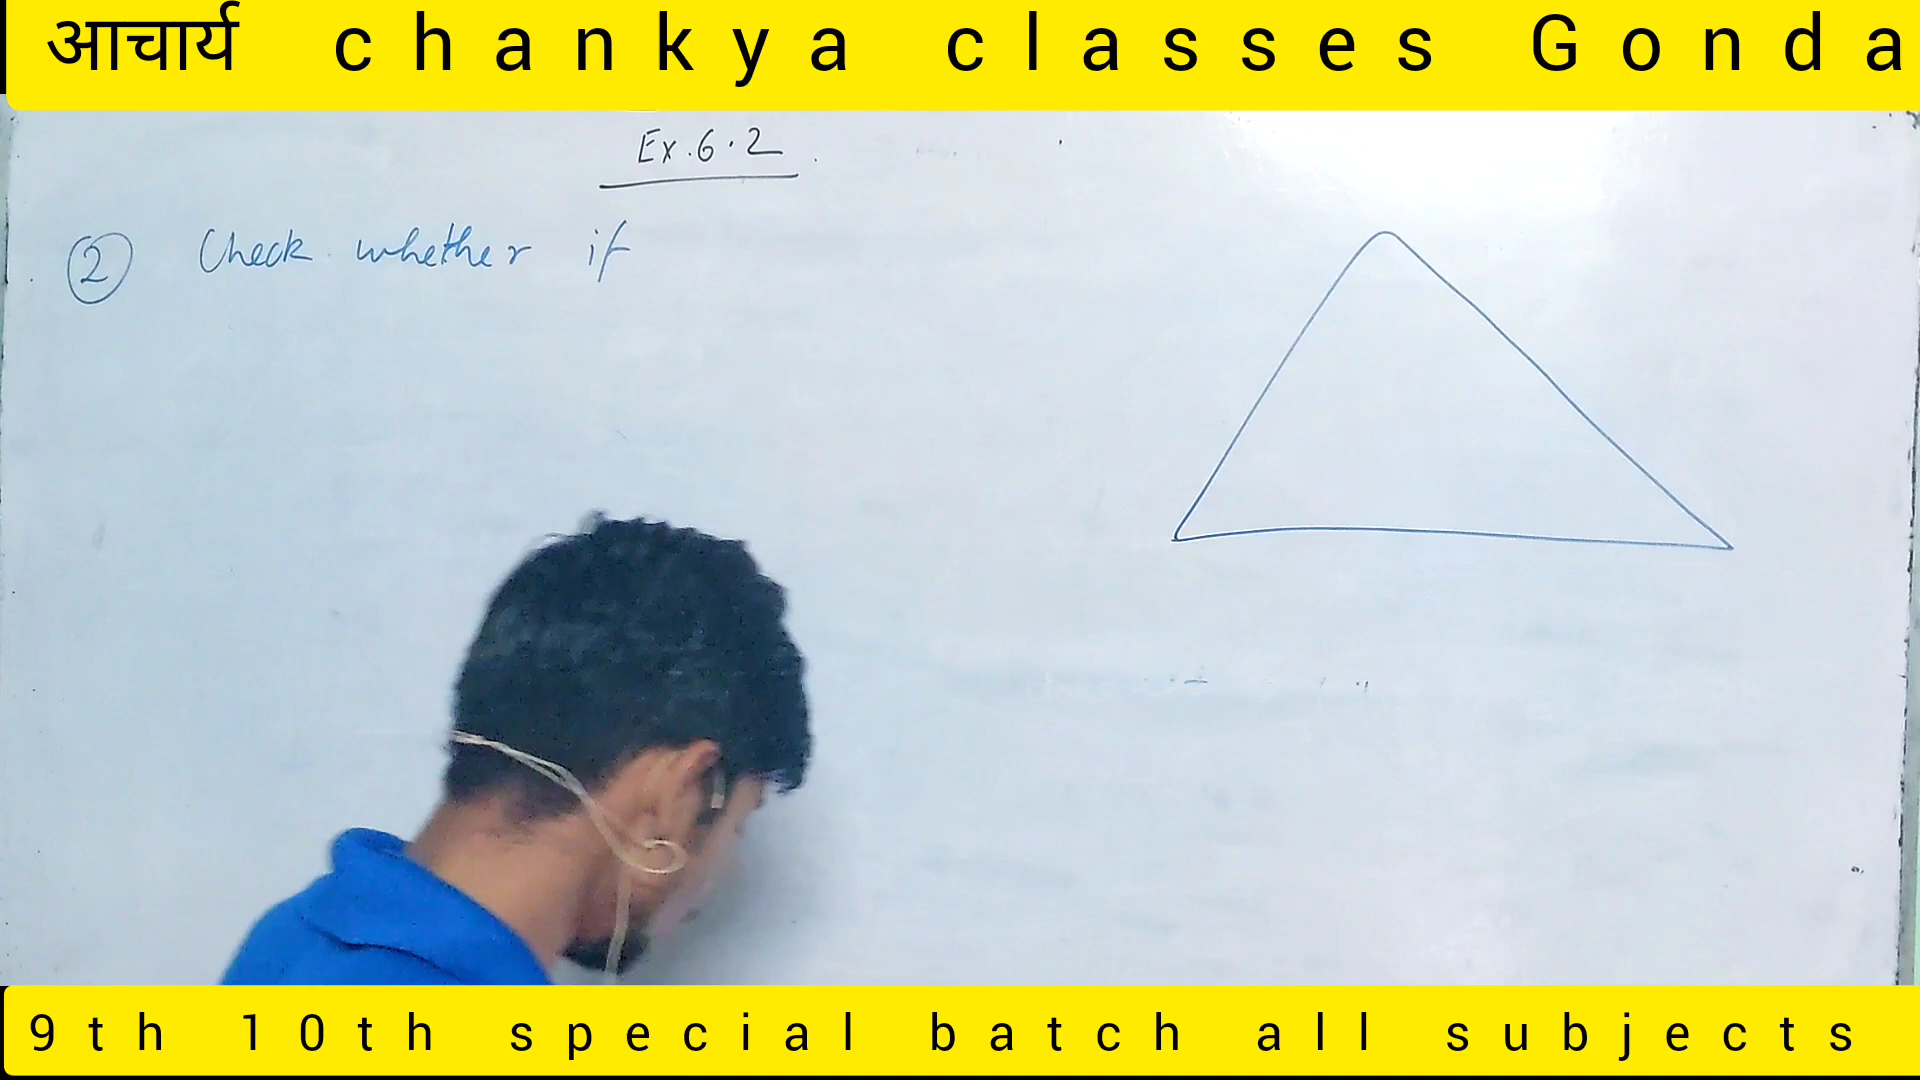 आचार्य chankya classes Gonda
Ex. 6.2
② Check whether if
9th 10th special batch all subjects